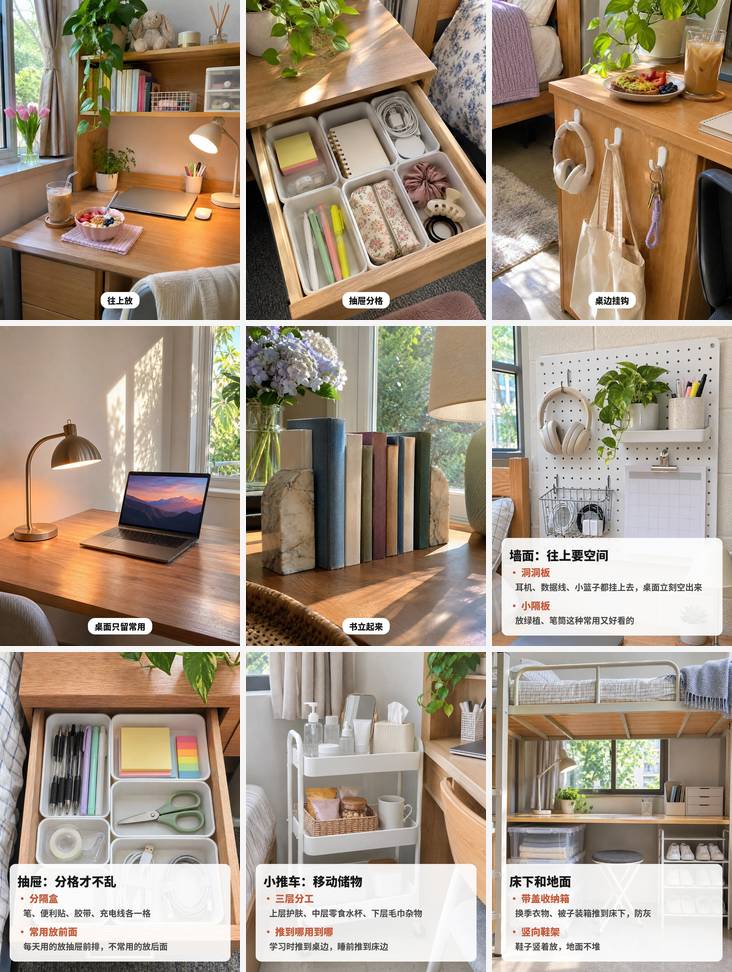 往上放
抽屉分格
桌边挂钩
桌面只留常用
书立起来
墙面：往上要空间
• 洞洞板
耳机、数据线、小篮子都挂上去，桌面立刻空出来
• 小隔板
放绿植、笔筒这种常用又好看的
抽屉：分格才不乱
• 分隔盒
笔、便利贴、胶带、充电线各一格
• 常用放前面
每天用的放抽屉前排，不常用的放后面
小推车：移动储物
• 三层分工
上层护肤、中层零食水杯、下层毛巾杂物
• 推到哪用到哪
学习时推到桌边，睡前推到床边
床下和地面
• 带盖收纳箱
换季衣物、被子装箱推到床下，防灰
• 竖向鞋架
鞋子竖着放，地面不堆